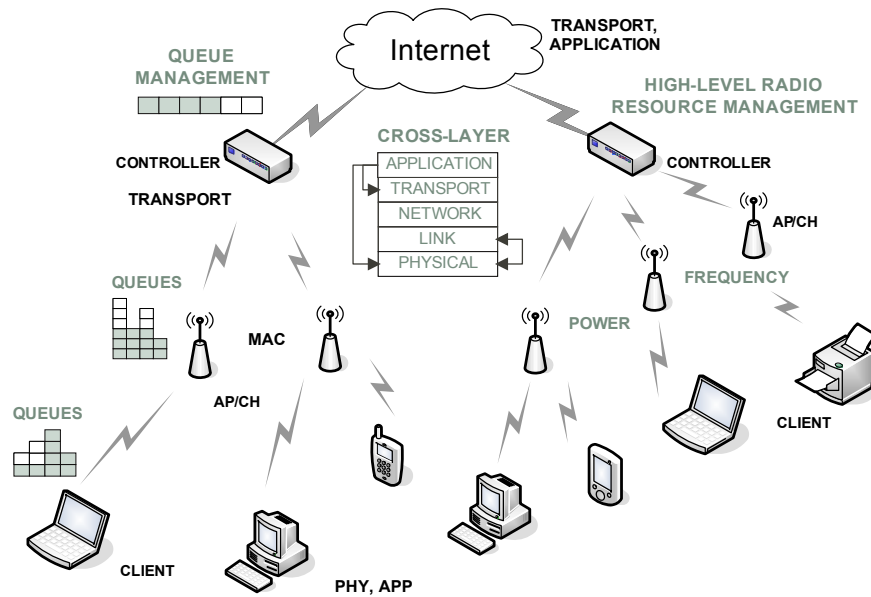 Internet
TRANSPORT,
APPLICATION
QUEUE
MANAGEMENT
HIGH-LEVEL RADIO
RESOURCE MANAGEMENT
CROSS-LAYER
APPLICATION
TRANSPORT
NETWORK
LINK
PHYSICAL
CONTROLLER
TRANSPORT
CONTROLLER
AP/CH
QUEUES
FREQUENCY
POWER
MAC
AP/CH
QUEUES
CLIENT
CLIENT
PHY, APP